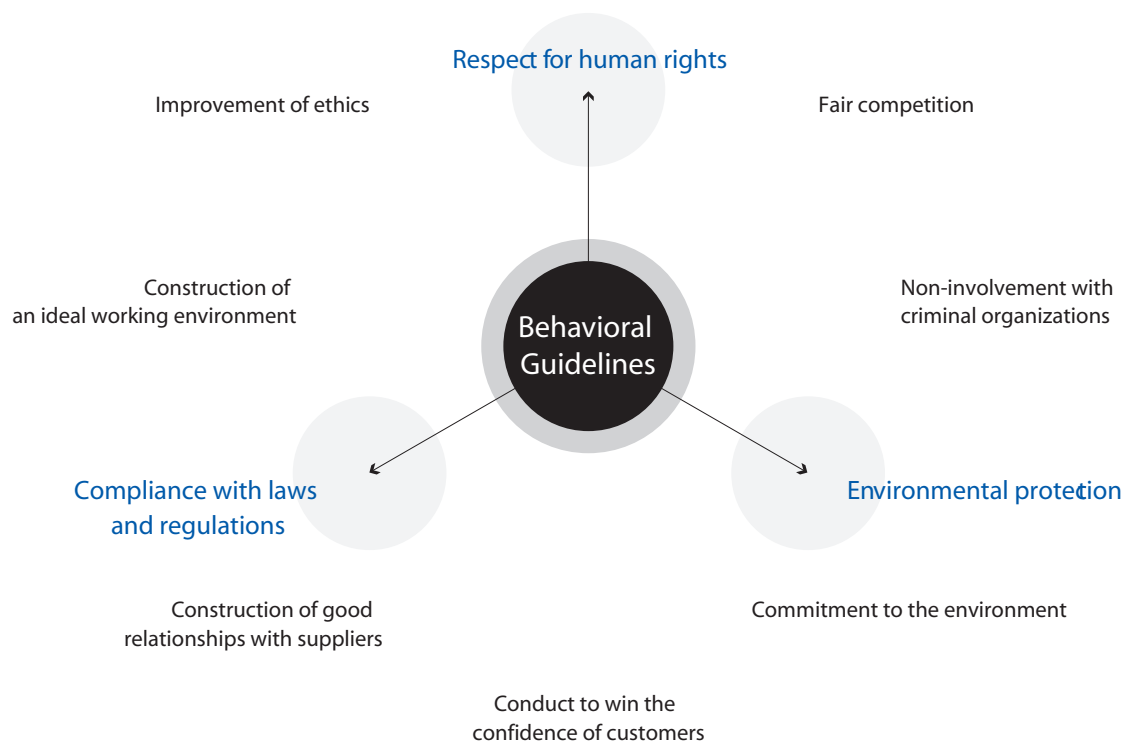 Respect for human rights
Improvement of ethics
Fair competition
Construction of
an ideal working environment
Non-involvement with
criminal organizations
Behavioral
Guidelines
Compliance with laws
and regulations
Environmental protection
Construction of good
relationships with suppliers
Commitment to the environment
Conduct to win the
confidence of customers